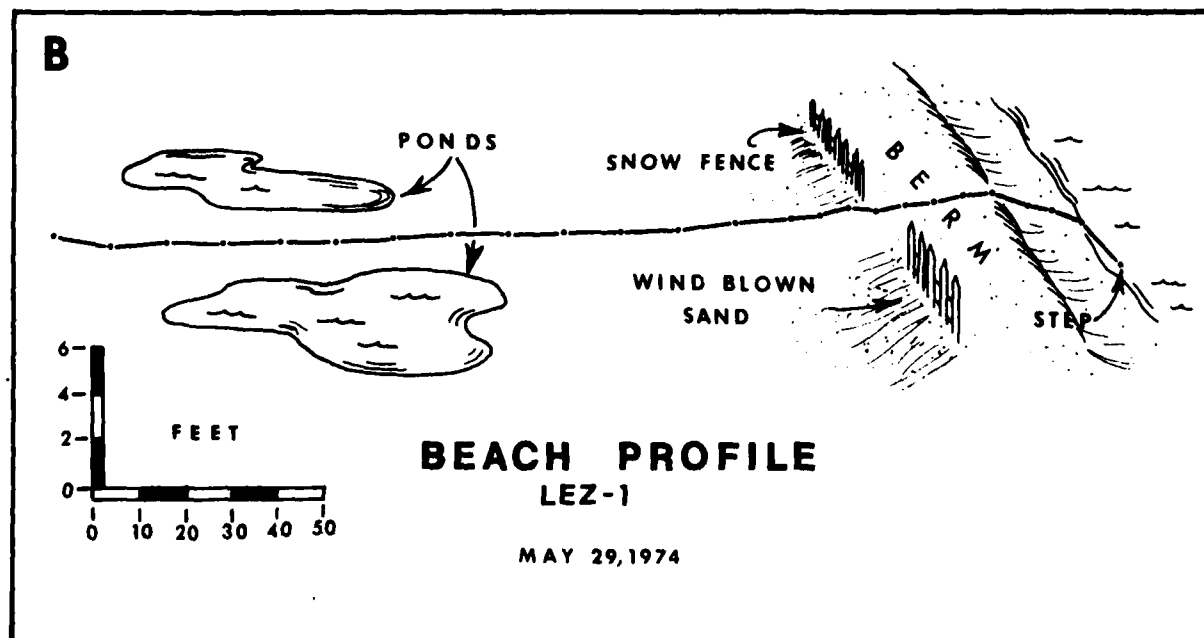 B
PONDS
SNOW FENCE
BERM
WIND BLOWN
SAND
STEP
6
4
2
0
FEET
0 10 20 30 40 50
BEACH PROFILE
LEZ-1
MAY 29, 1974